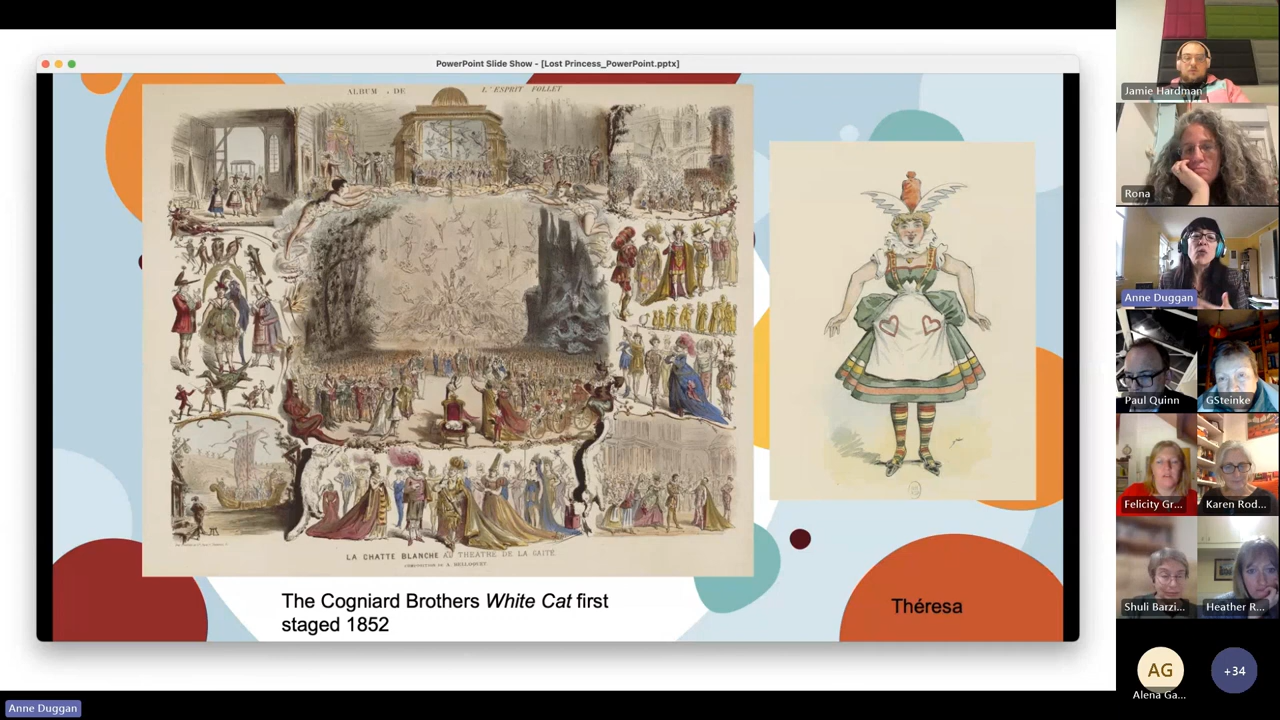 PowerPoint Slide Show - [Lost Princess_PowerPoint.pptx]
ALBUM . DE L'ESPRIT FOLLET
LA CHATTE BLANCHE AU THEATRE DE LA GAITÉ
The Cogniard Brothers White Cat first
staged 1852
Théresa
Jamie Hardman
Rona
Anne Duggan
Paul Quinn
GSteinke
Felicity Gr...
Karen Rod...
Shuli Barzi...
Heather R...
AG
Alena Ga...
+34
Anne Duggan